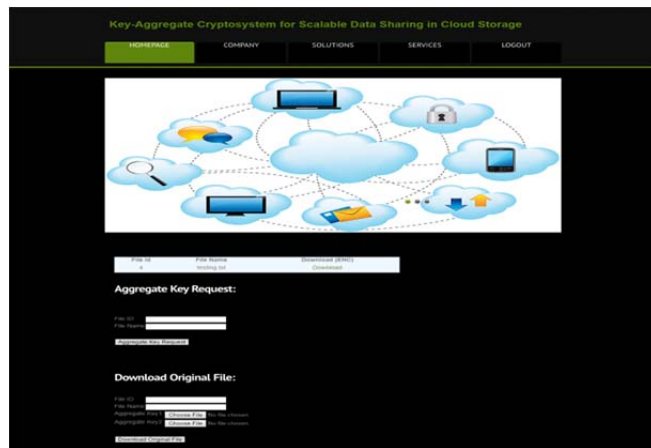 Key-Aggregate Cryptosystem for Scalable Data Sharing in Cloud Storage
HOMEPAGE COMPANY SOLUTIONS SERVICES LOGOUT
File Id File Name Download (ENC)
testing.txt Download
Aggregate Key Request:
File ID
File Name
Aggregate Key Request
Download Original File:
File ID
File Name
Aggregate Key1 Choose File No file chosen
Aggregate Key2 Choose File No file chosen
Download Original File